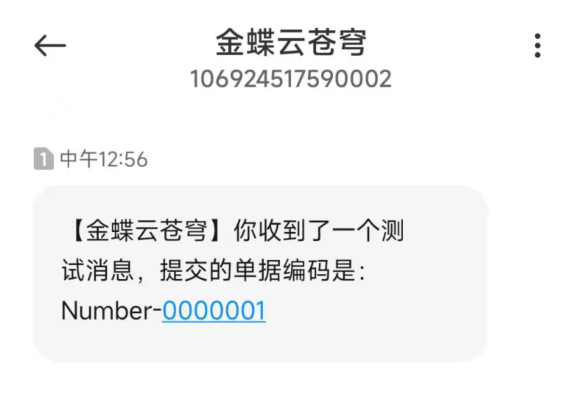 金蝶云苍穹
106924517590002
1 中午12:56
【金蝶云苍穹】你收到了一个测
试消息，提交的单据编码是：
Number-0000001